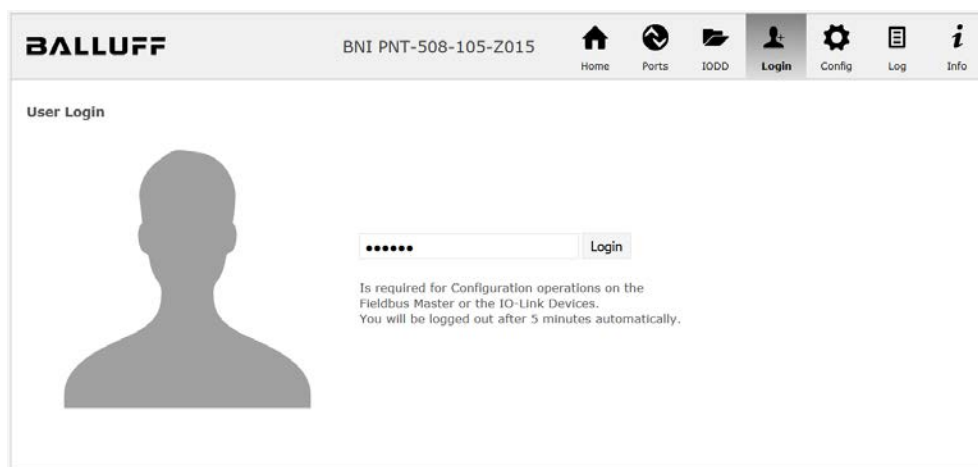 BALLUFF
BNI PNT-508-105-Z015
Home
Ports
IODD
Login
Config
Log
Info
User Login
●●●●●● Login
Is required for Configuration operations on the
Fieldbus Master or the IO-Link Devices.
You will be logged out after 5 minutes automatically.